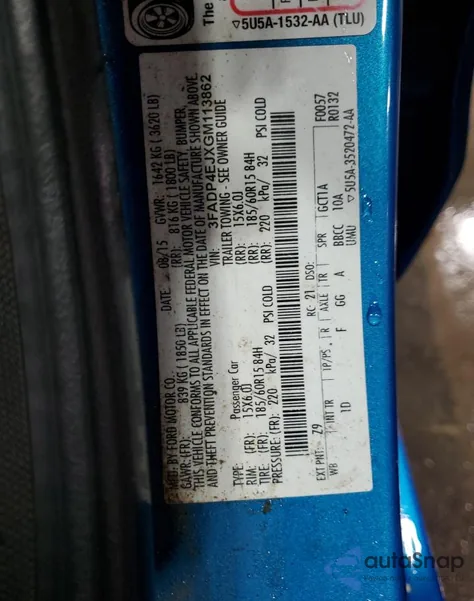 The
▽5U5A-1532-AA (TLU)
MFD. BY FORD MOTOR CO.
DATE: 08/15 GVWR: 1642 KG ( 3620 LB)
GAWR:(FR): 839 KG ( 1850 LB) (RR): 816 KG ( 1800 LB)
THIS VEHICLE CONFORMS TO ALL APPLICABLE FEDERAL MOTOR VEHICLE SAFETY, BUMPER,
AND THEFT PREVENTION STANDARDS IN EFFECT ON THE DATE OF MANUFACTURE SHOWN ABOVE.
VIN: 3FADP4EJXGM113862
TYPE: Passenger Car TRAILER TOWING - SEE OWNER GUIDE
RIM: (FR): 15X6.0J (RR): 15X6.0J
TIRE: (FR): 185/60R15 84H (RR): 185/60R15 84H
PRESSURE:(FR): 220 kPa/ 32 PSI COLD (RR): 220 kPa/ 32 PSI COLD
F0057
EXT PNT: Z9 RC: 21 DSO: R0132
WB INT TR TP/PS R AXLE TR SPR GCT1A
1D F GG A BBCC 10A
UMU ▽5U5A-3520472-AA
autoSnap